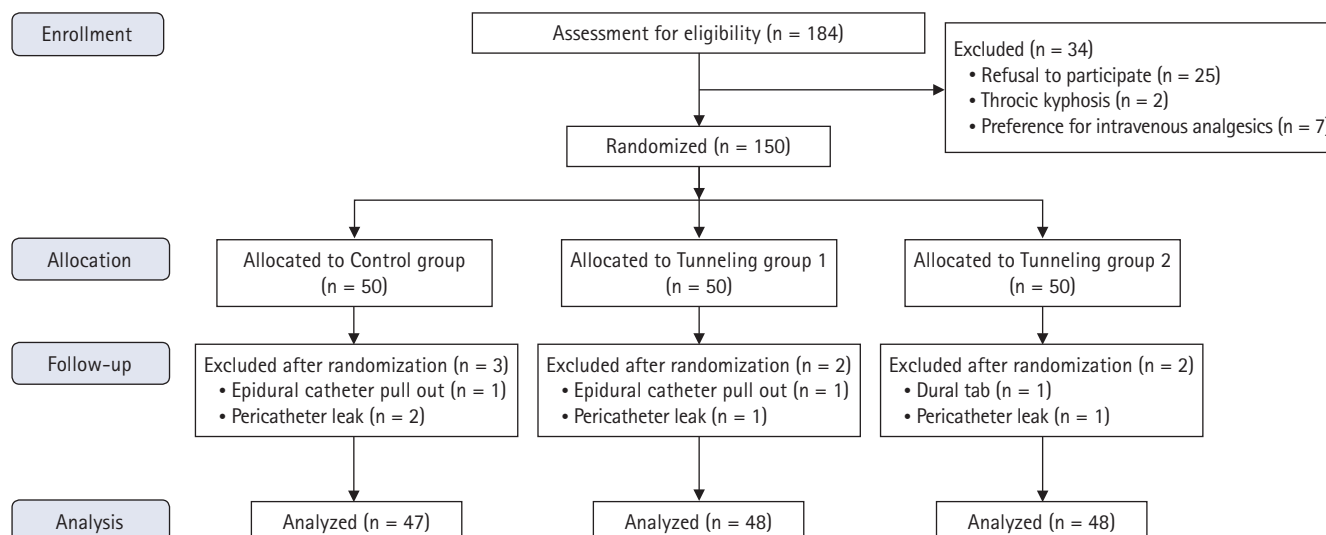 Enrollment
Assessment for eligibility (n = 184)
Excluded (n = 34)
• Refusal to participate (n = 25)
• Throcic kyphosis (n = 2)
• Preference for intravenous analgesics (n = 7)
Randomized (n = 150)
Allocation
Allocated to Control group
(n = 50)
Allocated to Tunneling group 1
(n = 50)
Allocated to Tunneling group 2
(n = 50)
Follow-up
Excluded after randomization (n = 3)
• Epidural catheter pull out (n = 1)
• Pericatheter leak (n = 2)
Excluded after randomization (n = 2)
• Epidural catheter pull out (n = 1)
• Pericatheter leak (n = 1)
Excluded after randomization (n = 2)
• Dural tab (n = 1)
• Pericatheter leak (n = 1)
Analysis
Analyzed (n = 47)
Analyzed (n = 48)
Analyzed (n = 48)